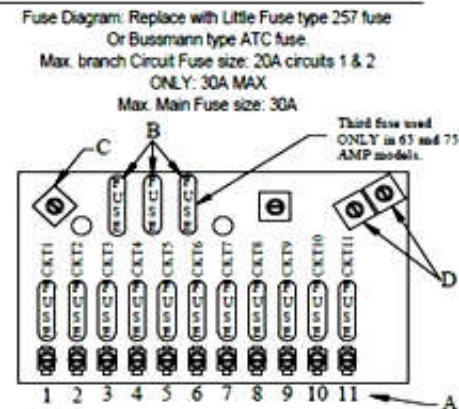 Fuse Diagram: Replace with Little Fuse type 257 fuse
Or Bussmann type ATC fuse.
Max. branch Circuit Fuse size: 20A circuits 1 & 2
ONLY: 30A MAX
Max. Main Fuse size: 30A
Third fuse used
ONLY in 65 and 75
AMP models.
B
C
FUSE FUSE FUSE
D
CKT1 CKT2 CKT3 CKT4 CKT5 CKT6 CKT7 CKT8 CKT9 CKT10 CKT11
FUSE FUSE FUSE FUSE FUSE FUSE FUSE FUSE FUSE FUSE FUSE
1 2 3 4 5 6 7 8 9 10 11
A